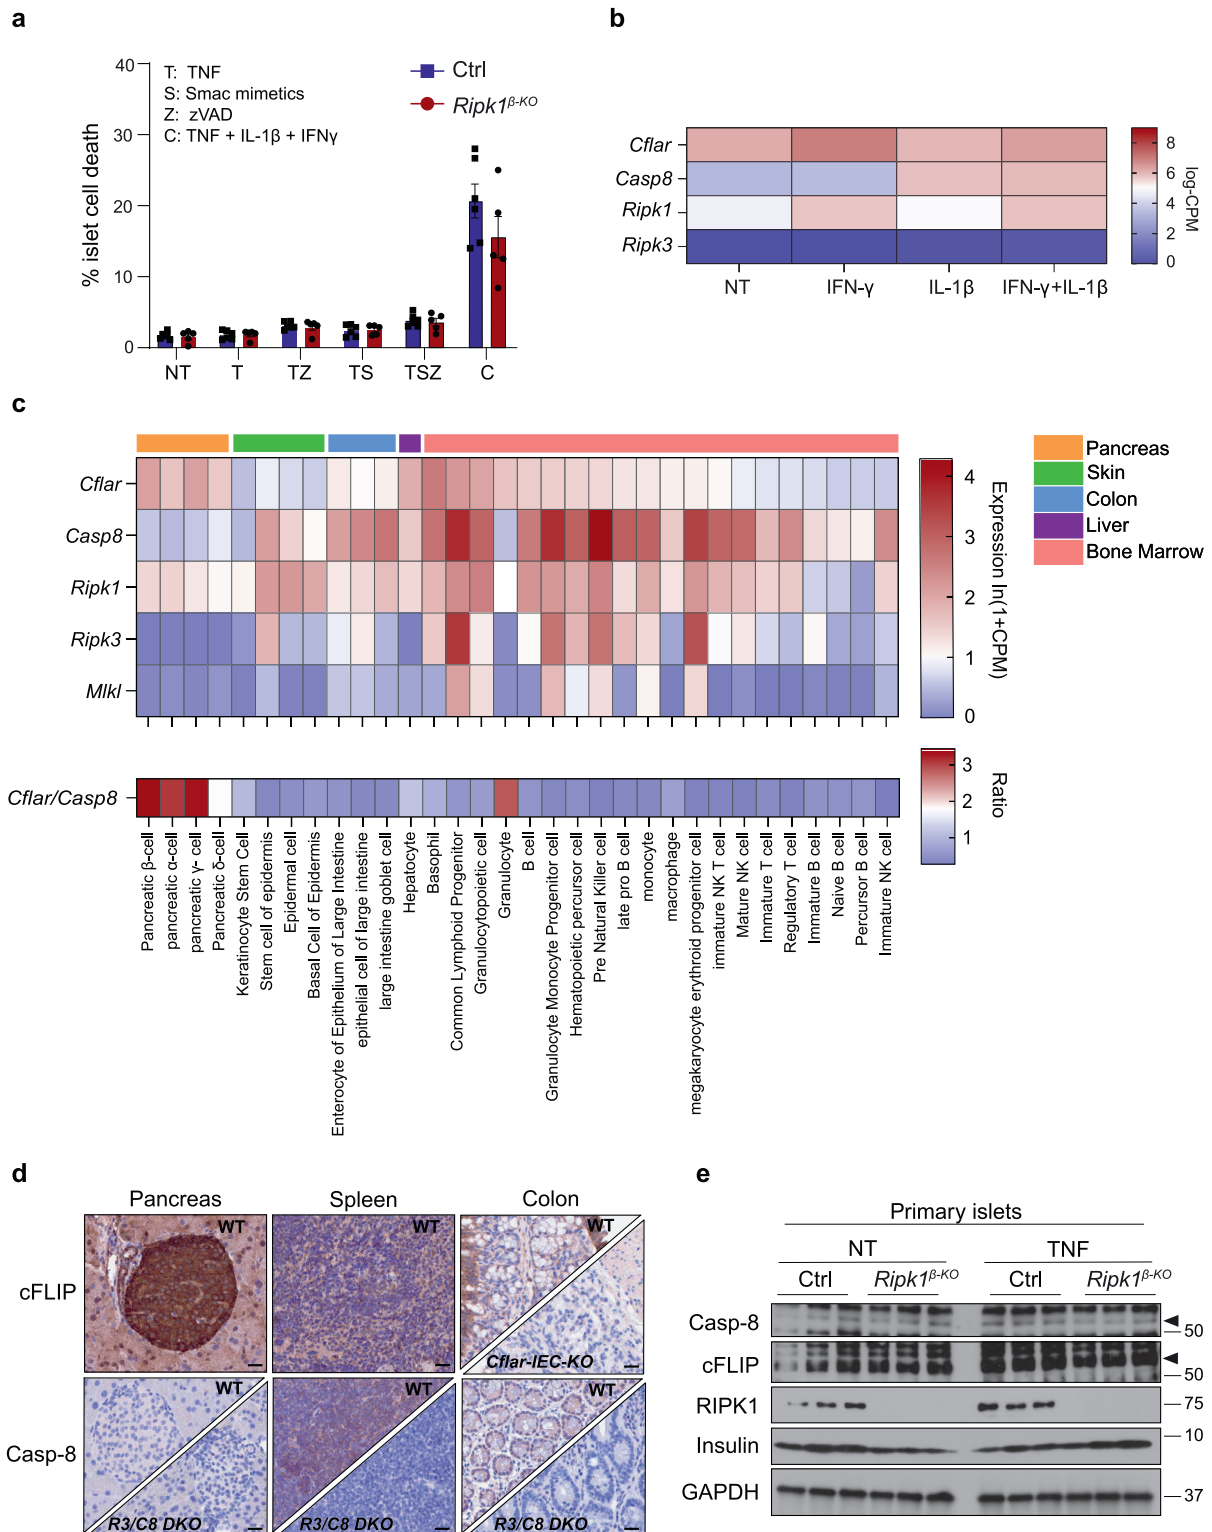 a
40
30
20
10
0
% islet cell death
T: TNF
S: Smac mimetics
Z: zVAD
C: TNF + IL-1β + IFNγ
Ctrl
Ripk1β-KO
NT T TZ TS TSZ C
b
Cflar
Casp8
Ripk1
Ripk3
NT IFN-γ IL-1β IFN-γ+IL-1β
8
6
4
2
0
log-CPM
c
Cflar
Casp8
Ripk1
Ripk3
Mlkl
4
3
2
1
0
Expression ln(1+CPM)
Pancreas
Skin
Colon
Liver
Bone Marrow
Cflar/Casp8
3
2
1
Ratio
Pancreatic β-cell
pancreatic α-cell
pancreatic γ- cell
Pancreatic δ-cell
Keratinocyte Stem Cell
Stem cell of epidermis
Epidermal cell
Basal Cell of Epidermis
Enterocyte of Epithelium of Large Intestine
epithelial cell of large intestine
large intestine goblet cell
Hepatocyte
Basophil
Common Lymphoid Progenitor
Granulocytopoietic cell
Granulocyte
B cell
Granulocyte Monocyte Progenitor cell
Hematopoietic percursor cell
Pre Natural Killer cell
late pro B cell
monocyte
macrophage
megakaryocyte erythroid progenitor cell
immature NK T cell
Mature NK cell
Immature T cell
Regulatory T cell
Immature B cell
Naive B cell
Percursor B cell
Immature NK cell
d
Pancreas Spleen Colon
cFLIP
WT
WT
WT
Cflar-IEC-KO
Casp-8
WT
R3/C8 DKO
WT
R3/C8 DKO
WT
R3/C8 DKO
e
Primary islets
NT TNF
Ctrl Ripk1β-KO Ctrl Ripk1β-KO
Casp-8 50
cFLIP 50
RIPK1 75
Insulin 10
GAPDH 37